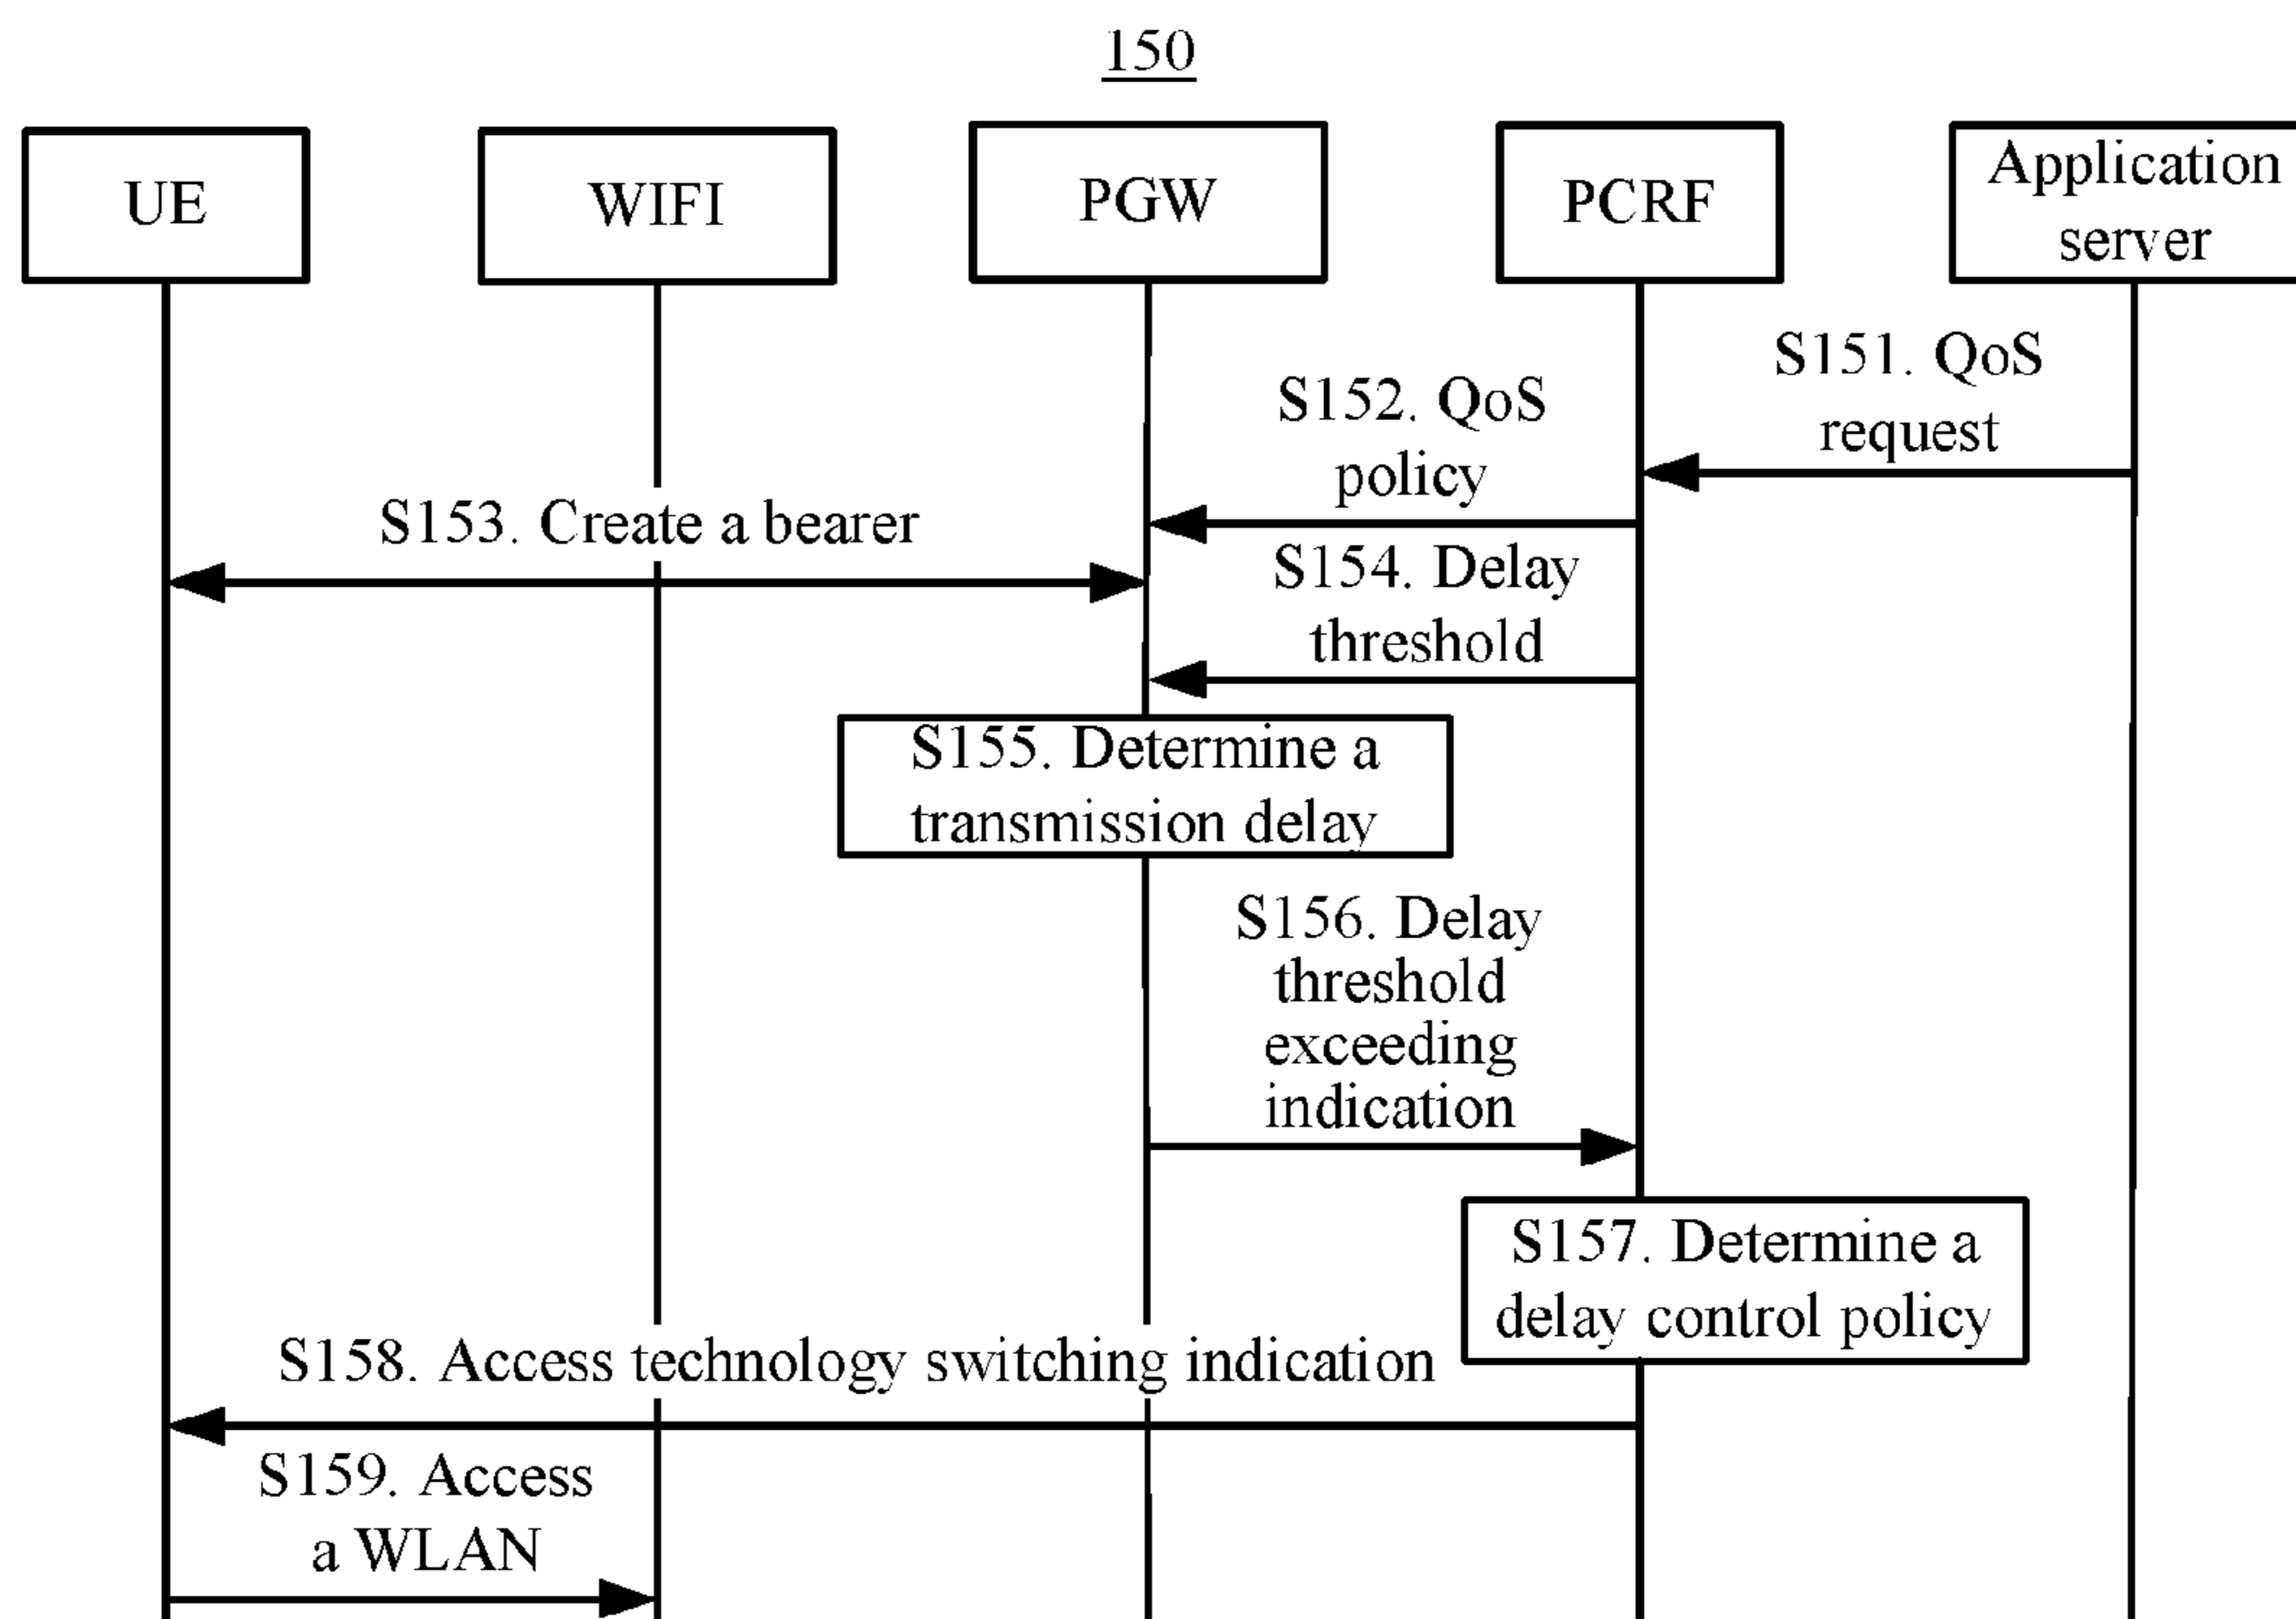 150
UE
WIFI
PGW
PCRF
Application
server
S151. QoS
request
S152. QoS
policy
S153. Create a bearer
S154. Delay
threshold
S155. Determine a
transmission delay
S156. Delay
threshold
exceeding
indication
S157. Determine a
delay control policy
S158. Access technology switching indication
S159. Access
a WLAN